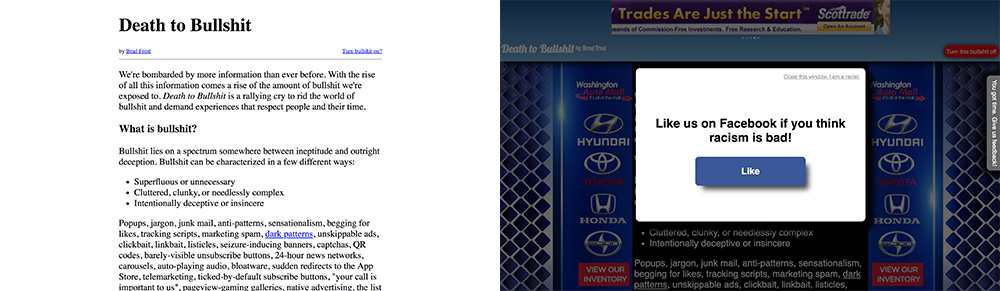 Death to Bullshit
by Brad Frost
Turn bullshit on?
We're bombarded by more information than ever before. With the rise
of all this information comes a rise of the amount of bullshit we're
exposed to. Death to Bullshit is a rallying cry to rid the world of
bullshit and demand experiences that respect people and their time.
What is bullshit?
Bullshit lies on a spectrum somewhere between ineptitude and outright
deception. Bullshit can be characterized in a few different ways:
• Superfluous or unnecessary
• Cluttered, clunky, or needlessly complex
• Intentionally deceptive or insincere
Popups, jargon, junk mail, anti-patterns, sensationalism, begging for
likes, tracking scripts, marketing spam, dark patterns, unskippable ads,
clickbait, linkbait, listicles, seizure-inducing banners, captchas, QR
codes, barely-visible unsubscribe buttons, 24-hour news networks,
carousels, auto-playing audio, bloatware, sudden redirects to the App
Store, telemarketing, ticked-by-default subscribe buttons, "your call is
important to us", pageview-gaming galleries, native advertising, the list
Trades Are Just the Start™
Scottrade
of Commission-Free Investments. Free Research & Education.
Death to Bullshit by Brad Frost
Turn this bullshit off
You got time. Give us feedback!
Close this window. I am a racist.
Like us on Facebook if you think
racism is bad!
Like
Washington
Auto Mall
It's all at the mall.
HYUNDAI
TOYOTA
HONDA
SCION
VIEW OUR
INVENTORY
Washington
Auto Mall
It's all at the mall.
HYUNDAI
TOYOTA
HONDA
SCION
VIEW OUR
INVENTORY
Cluttered, clunky, or needlessly complex
• Intentionally deceptive or insincere
Popups, jargon, junk mail, anti-patterns, sensationalism,
begging for likes, tracking scripts, marketing spam, dark
patterns, unskippable ads, clickbait, linkbait, listicles,